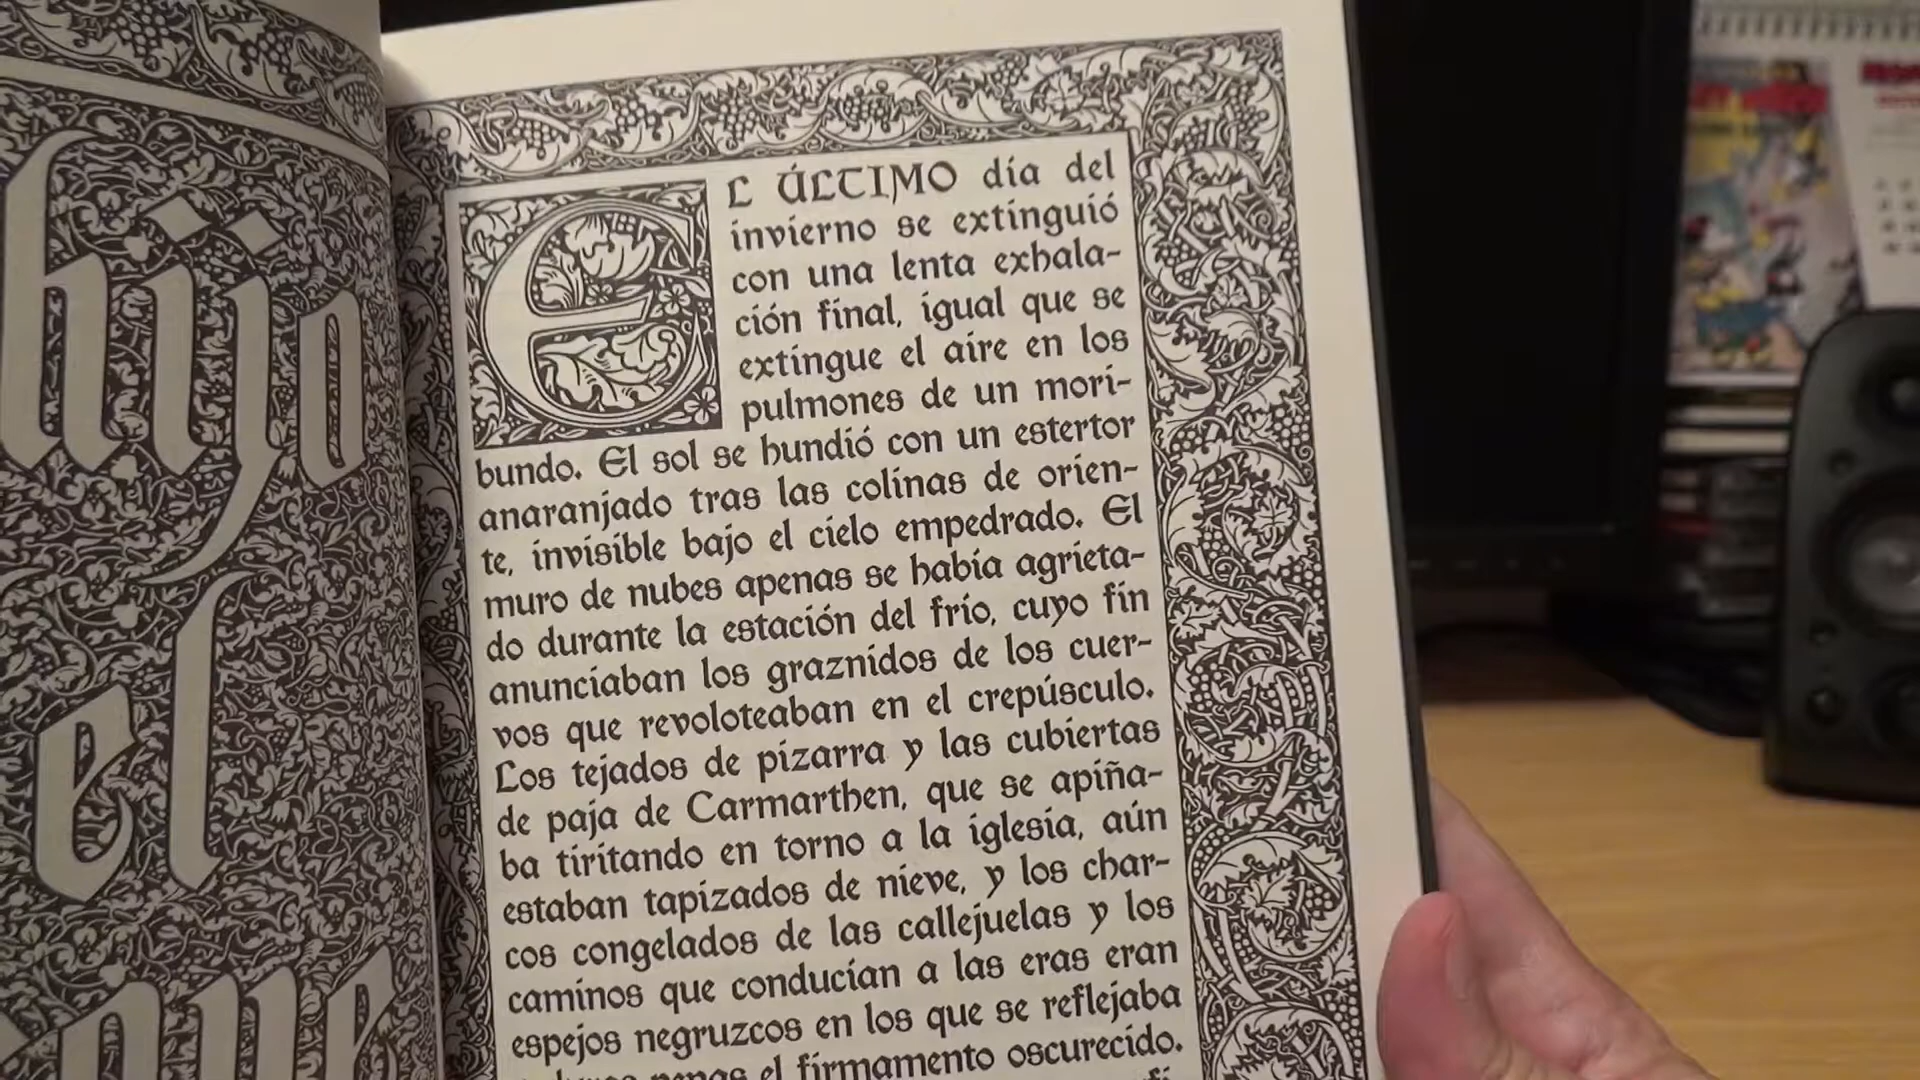 hijo
el
EL ÚLTIMO día del
invierno se extinguió
con una lenta exhala-
ción final, igual que se
extingue el aire en los
pulmones de un mori-
bundo. El sol se hundió con un estertor
anaranjado tras las colinas de orien-
te, invisible bajo el cielo empedrado. El
muro de nubes apenas se había agrieta-
do durante la estación del frío, cuyo fin
anunciaban los graznidos de los cuer-
vos que revoloteaban en el crepúsculo.
Los tejados de pizarra y las cubiertas
de paja de Carmarthen, que se apiña-
ba tiritando en torno a la iglesia, aún
estaban tapizados de nieve, y los char-
cos congelados de las callejuelas y los
caminos que conducían a las eras eran
espejos negruzcos en los que se reflejaba
el firmamento oscurecido.